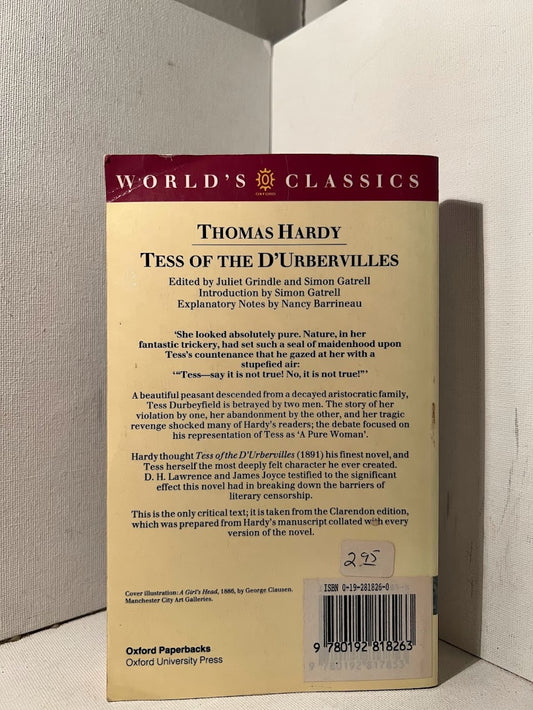 WORLD'S CLASSICS
THOMAS HARDY
TESS OF THE D'URBERVILLES
Edited by Juliet Grindle and Simon Gatrell
Introduction by Simon Gatrell
Explanatory Notes by Nancy Barrineau
'She looked absolutely pure. Nature, in her
fantastic trickery, had set such a seal of maidenhood upon
Tess's countenance that he gazed at her with a
stupefied air:
'"Tess—say it is not true! No, it is not true!"'
A beautiful peasant descended from a decayed aristocratic family,
Tess Durbeyfield is betrayed by two men. The story of her
violation by one, her abandonment by the other, and her tragic
revenge shocked many of Hardy's readers; the debate focused on
his representation of Tess as 'A Pure Woman'.
Hardy thought Tess of the D'Urbervilles (1891) his finest novel, and
Tess herself the most deeply felt character he ever created.
D. H. Lawrence and James Joyce testified to the significant
effect this novel had in breaking down the barriers of
literary censorship.
This is the only critical text; it is taken from the Clarendon edition,
which was prepared from Hardy's manuscript collated with every
version of the novel.
2.95
Cover illustration: A Girl's Head, 1886, by George Clausen.
Manchester City Art Galleries.
ISBN 0-19-281826-0
9 780192 818263
9 780192 817853
Oxford Paperbacks
Oxford University Press